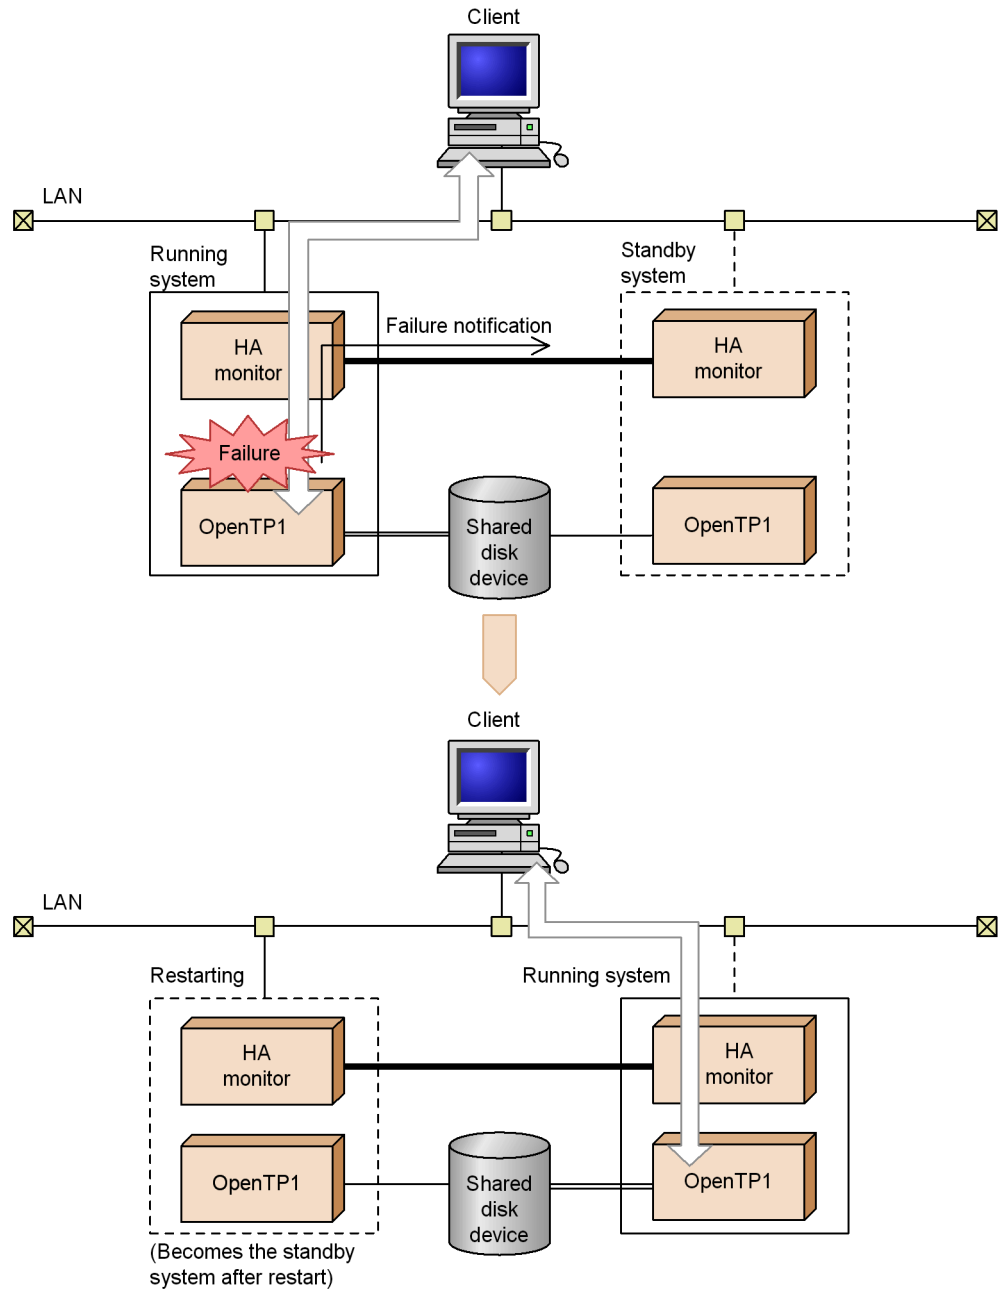 Client
LAN
Running
system
Standby
system
Failure notification
HA
monitor
HA
monitor
Failure
OpenTP1
Shared
disk
device
OpenTP1
Client
LAN
Restarting
Running system
HA
monitor
HA
monitor
OpenTP1
Shared
disk
device
OpenTP1
(Becomes the standby
system after restart)